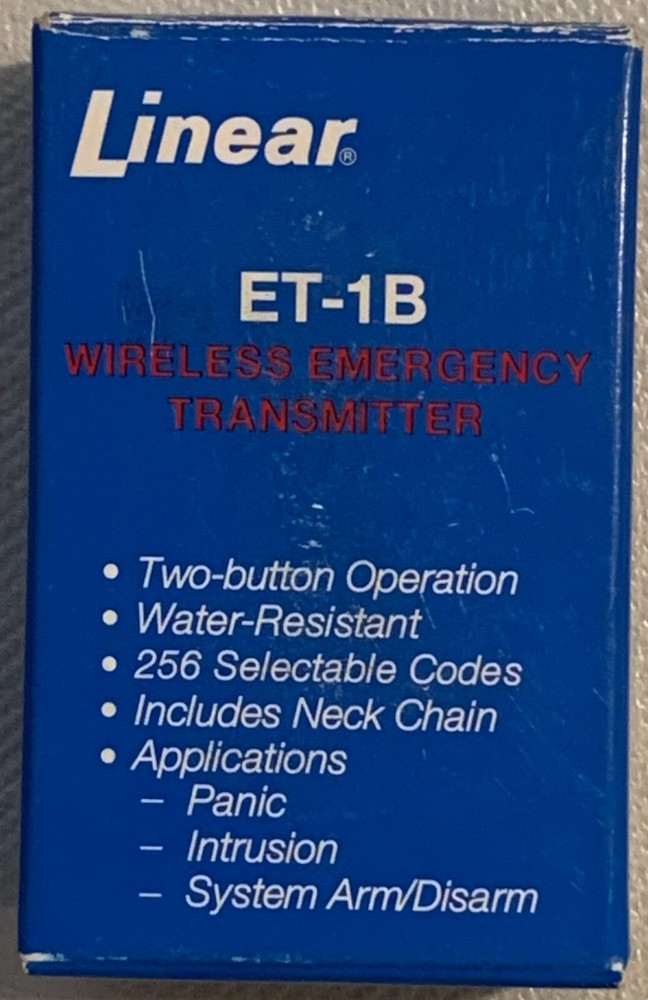 Linear®
ET-1B
WIRELESS EMERGENCY
TRANSMITTER
• Two-button Operation
• Water-Resistant
• 256 Selectable Codes
• Includes Neck Chain
• Applications
– Panic
– Intrusion
– System Arm/Disarm